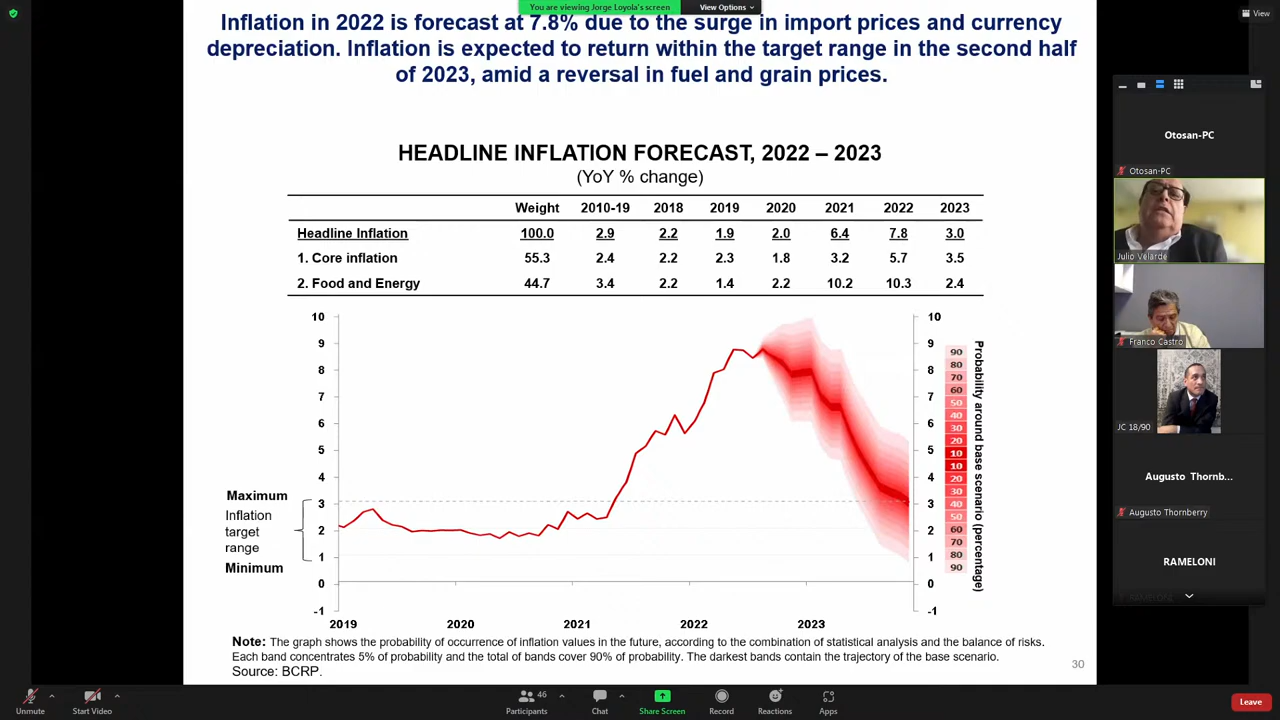 You are viewing Jorge Loyola's screen
View Options
View
Inflation in 2022 is forecast at 7.8% due to the surge in import prices and currency
depreciation. Inflation is expected to return within the target range in the second half
of 2023, amid a reversal in fuel and grain prices.
HEADLINE INFLATION FORECAST, 2022 – 2023
(YoY % change)
Weight 2010-19 2018 2019 2020 2021 2022 2023
Headline Inflation 100.0 2.9 2.2 1.9 2.0 6.4 7.8 3.0
1. Core inflation 55.3 2.4 2.2 2.3 1.8 3.2 5.7 3.5
2. Food and Energy 44.7 3.4 2.2 1.4 2.2 10.2 10.3 2.4
10 10
9 9
8 8
7 7
6 6
5 5
4 4
3 3
2 2
1 1
0 0
-1 -1
Maximum
Inflation
target
range
Minimum
2019 2020 2021 2022 2023
90
80
70
60
50
40
30
20
10
10
20
30
40
50
60
70
80
90
Probability around base scenario (percentage)
Note: The graph shows the probability of occurrence of inflation values in the future, according to the combination of statistical analysis and the balance of risks.
Each band concentrates 5% of probability and the total of bands cover 90% of probability. The darkest bands contain the trajectory of the base scenario.
Source: BCRP.
30
Otosan-PC
Otosan-PC
Julio Velarde
Franco Castro
JC 18/90
Augusto Thornb...
Augusto Thornberry
RAMELONI
RAMELONI
Unmute
Start Video
46
Participants
Chat
Share Screen
Record
Reactions
Apps
Leave